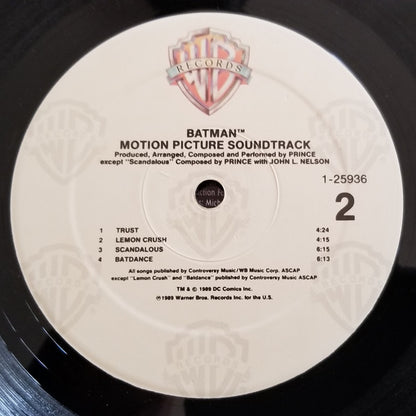 RECORDS
BATMAN™
MOTION PICTURE SOUNDTRACK
Produced, Arranged, Composed and Performed by PRINCE
except "Scandalous" Composed by PRINCE with JOHN L. NELSON
1-25936
2
1 TRUST 4:24
2 LEMON CRUSH 4:15
3 SCANDALOUS 6:15
4 BATDANCE 6:13
All songs published by Controversy Music/WB Music Corp. ASCAP
except "Lemon Crush" and "Batdance" published by Controversy Music ASCAP
TM & © 1989 DC Comics Inc.
℗1989 Warner Bros. Records Inc. for the U.S.